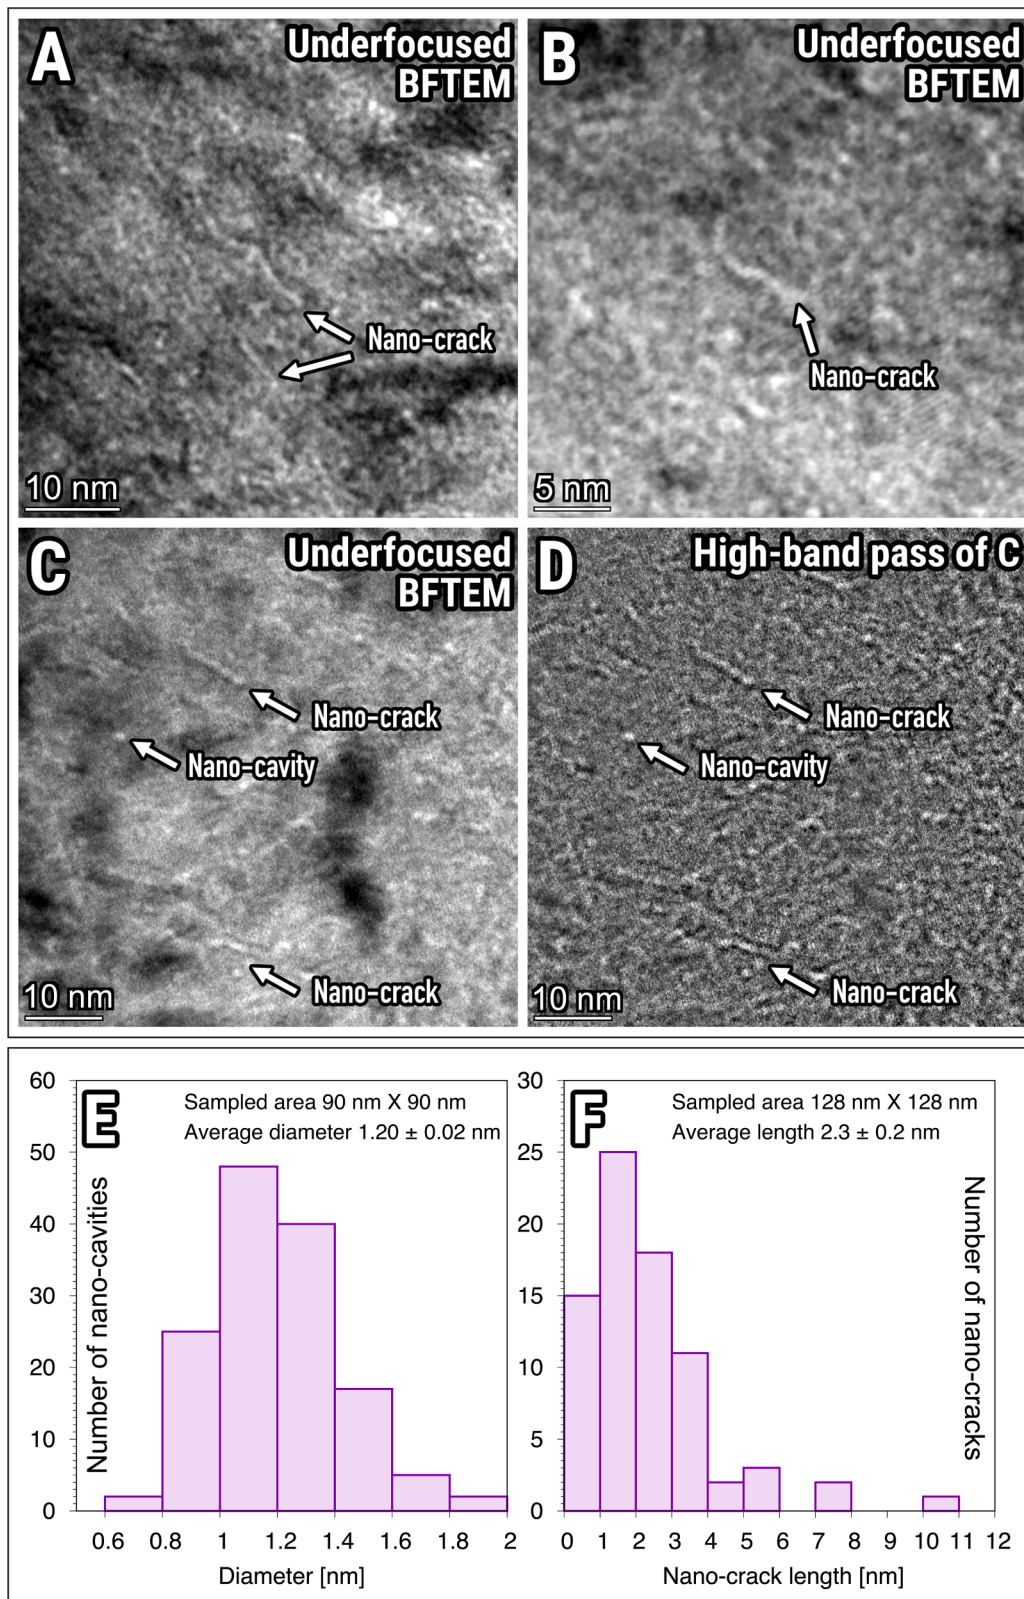 A
Underfocused
BFTEM
Nano-crack
10 nm
B
Underfocused
BFTEM
Nano-crack
5 nm
C
Underfocused
BFTEM
Nano-crack
Nano-cavity
Nano-crack
10 nm
D
High-band pass of C
Nano-crack
Nano-cavity
Nano-crack
10 nm
E
Sampled area 90 nm X 90 nm
Average diameter 1.20 ± 0.02 nm
Number of nano-cavities
60
50
40
30
20
10
0
0.6 0.8 1 1.2 1.4 1.6 1.8 2
Diameter [nm]
F
Sampled area 128 nm X 128 nm
Average length 2.3 ± 0.2 nm
Number of nano-cracks
30
25
20
15
10
5
0
0 1 2 3 4 5 6 7 8 9 10 11 12
Nano-crack length [nm]